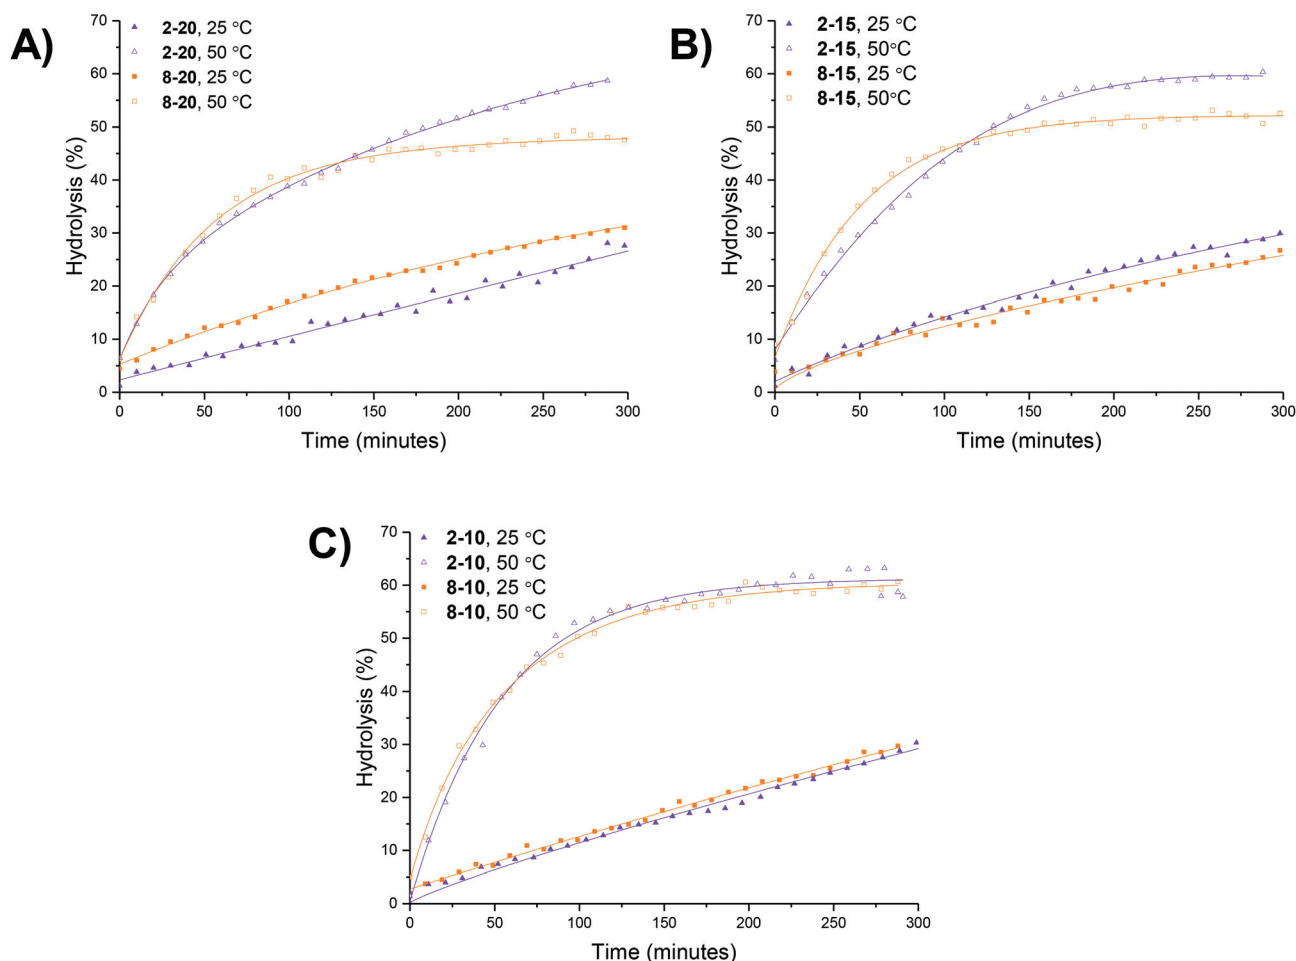 A)
2-20, 25 °C
2-20, 50 °C
8-20, 25 °C
8-20, 50 °C
70
60
50
40
30
20
10
0
Hydrolysis (%)
0 50 100 150 200 250 300
Time (minutes)
B)
2-15, 25 °C
2-15, 50°C
8-15, 25 °C
8-15, 50°C
70
60
50
40
30
20
10
0
Hydrolysis (%)
0 50 100 150 200 250 300
Time (minutes)
C)
2-10, 25 °C
2-10, 50 °C
8-10, 25 °C
8-10, 50 °C
70
60
50
40
30
20
10
0
Hydrolysis (%)
0 50 100 150 200 250 300
Time (minutes)